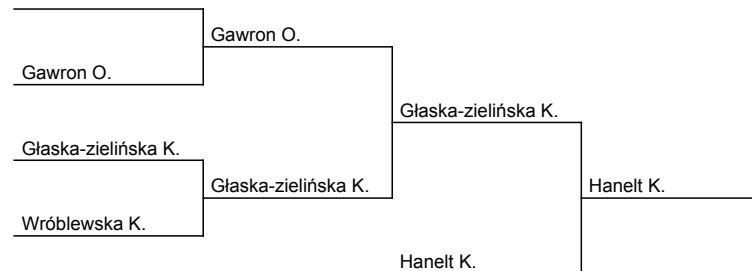 Gawron O.
Gawron O.
Głaska-zielińska K.
Głaska-zielińska K.
Głaska-zielińska K.
Hanelt K.
Wróblewska K.
Hanelt K.